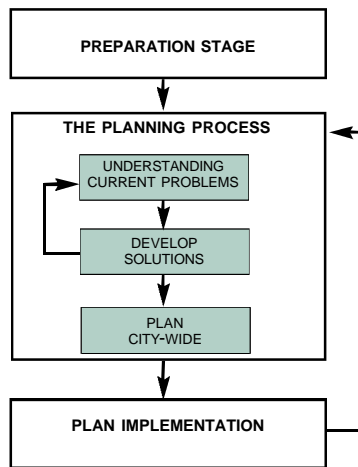 PREPARATION STAGE
THE PLANNING PROCESS
UNDERSTANDING
CURRENT PROBLEMS
DEVELOP
SOLUTIONS
PLAN
CITY-WIDE
PLAN IMPLEMENTATION